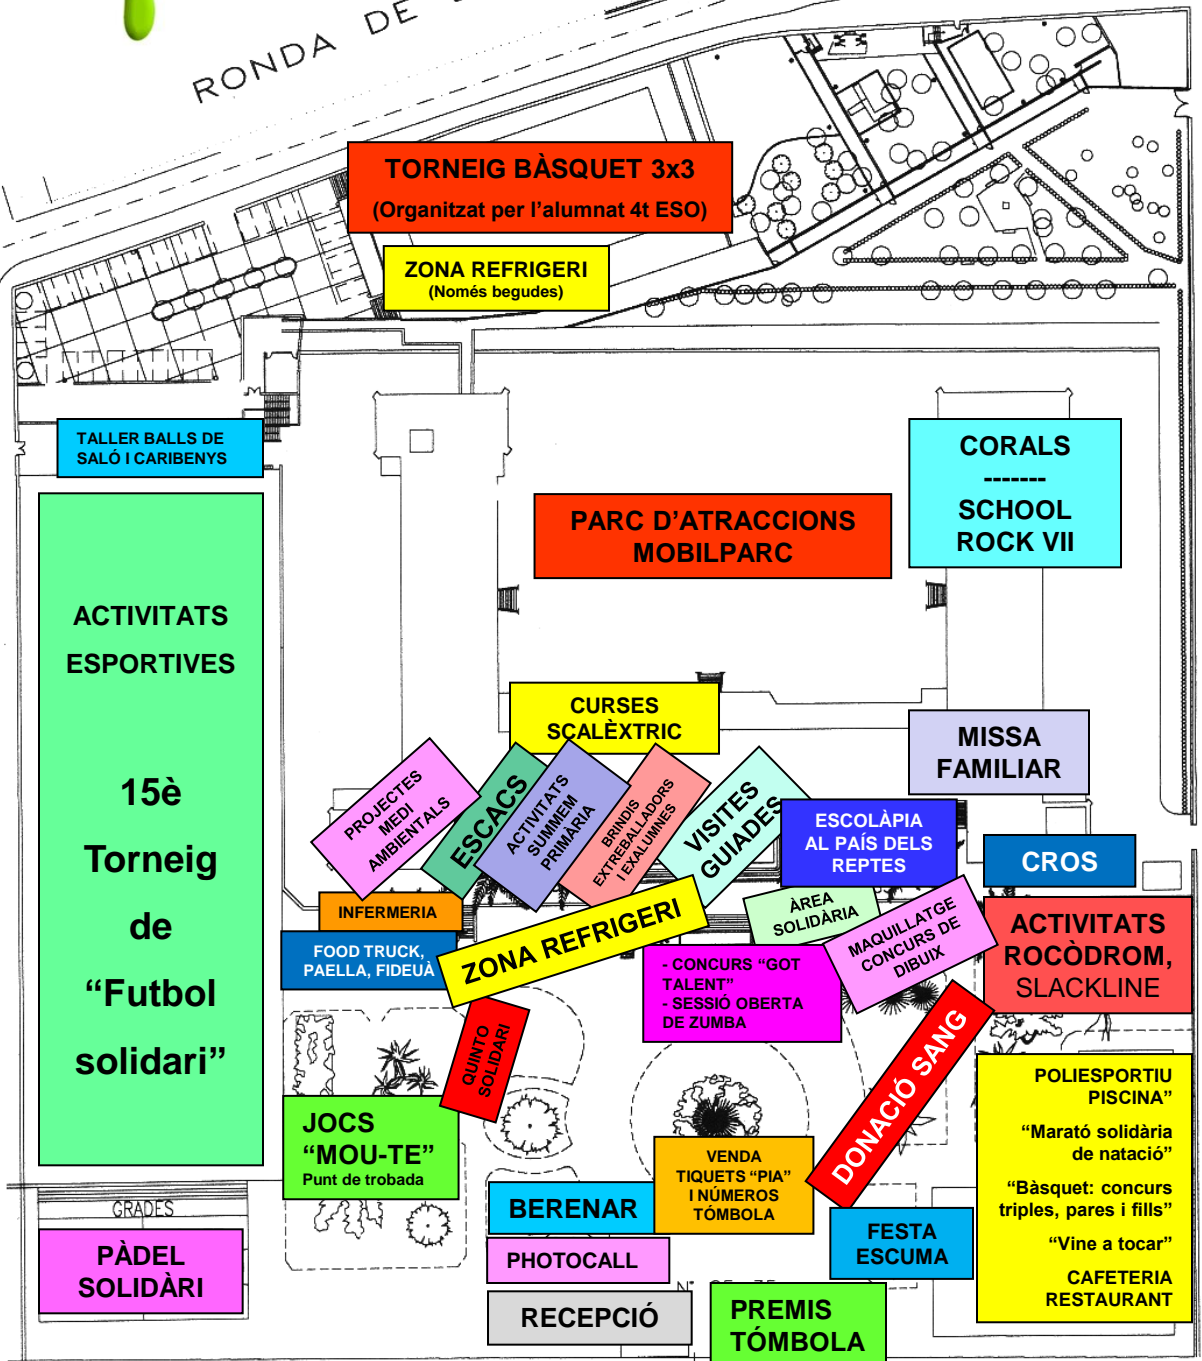 RONDA DE
TORNEIG BÀSQUET 3x3
(Organitzat per l'alumnat 4t ESO)
ZONA REFRIGERI
(Només begudes)
TALLER BALLS DE
SALÓ I CARIBENYS
CORALS
-------
SCHOOL
ROCK VII
PARC D'ATRACCIONS
MOBILPARC
ACTIVITATS
ESPORTIVES
15è
Torneig
de
“Futbol
solidari”
CURSES
SCALÈXTRIC
MISSA
FAMILIAR
PROJECTES
MEDI
AMBIENTALS
ESCACS
ACTIVITATS
SUMMEM
PRIMÀRIA
BRINDIS
EXTREBALLADORS
I EXALUMNES
VISITES
GUIADES
ESCOLÀPIA
AL PAÍS DELS
REPTES
CROS
INFERMERIA
FOOD TRUCK,
PAELLA, FIDEUÀ
ZONA REFRIGERI
ÀREA
SOLIDÀRIA
MAQUILLATGE
CONCURS DE
DIBUIX
ACTIVITATS
ROCÒDROM,
SLACKLINE
- CONCURS “GOT
TALENT”
- SESSIÓ OBERTA
DE ZUMBA
QUINTO
SOLIDARI
DONACIÓ SANG
JOCS
“MOU-TE”
Punt de trobada
VENDA
TIQUETS “PIA”
I NÚMEROS
TÓMBOLA
POLIESPORTIU
PISCINA”
“Marató solidària
de natació”
“Bàsquet: concurs
triples, pares i fills”
“Vine a tocar”
CAFETERIA
RESTAURANT
BERENAR
GRADES
FESTA
ESCUMA
PÀDEL
SOLIDÀRI
PHOTOCALL
RECEPCIÓ
PREMIS
TÓMBOLA